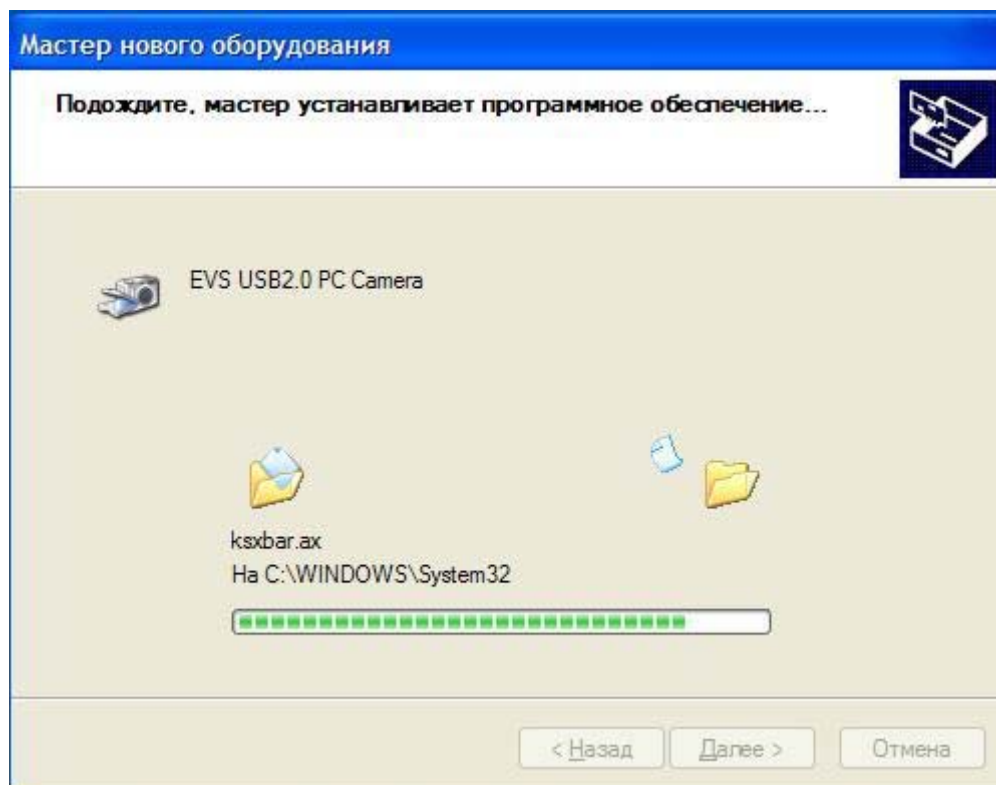 Мастер нового оборудования
Подождите, мастер устанавливает программное обеспечение...
EVS USB2.0 PC Camera
ksxbar.ax
На C:\WINDOWS\System32
< Назад
Далее >
Отмена